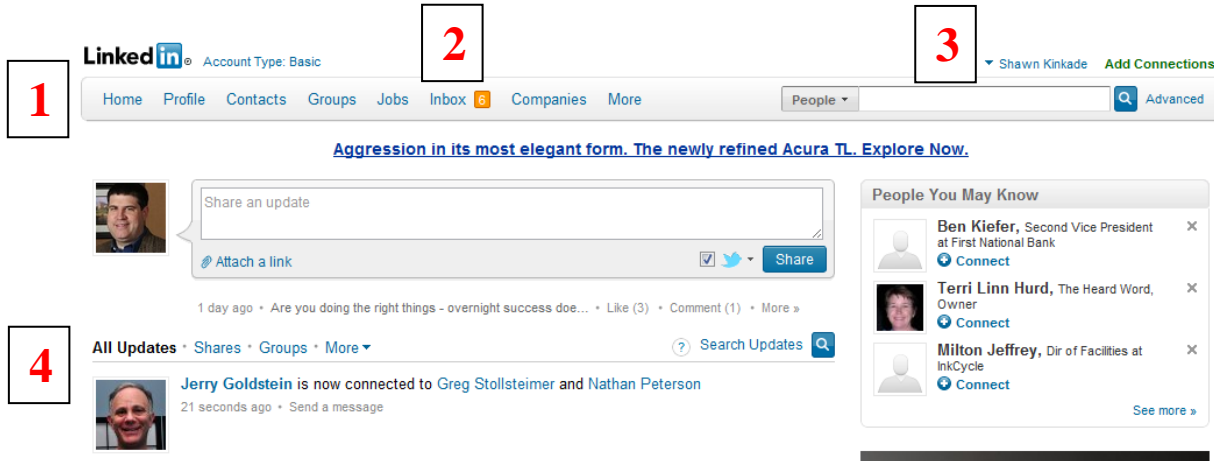 2
3
Linked in® Account Type: Basic
Shawn Kinkade Add Connections
1
Home Profile Contacts Groups Jobs Inbox 6 Companies More
People Advanced
Aggression in its most elegant form. The newly refined Acura TL. Explore Now.
Share an update
Attach a link
Share
1 day ago • Are you doing the right things - overnight success doe... • Like (3) • Comment (1) • More »
People You May Know
Ben Kiefer, Second Vice President
at First National Bank
Connect
Terri Linn Hurd, The Heard Word,
Owner
Connect
Milton Jeffrey, Dir of Facilities at
InkCycle
Connect
See more »
4
All Updates • Shares • Groups • More
? Search Updates
Jerry Goldstein is now connected to Greg Stollsteimer and Nathan Peterson
21 seconds ago • Send a message